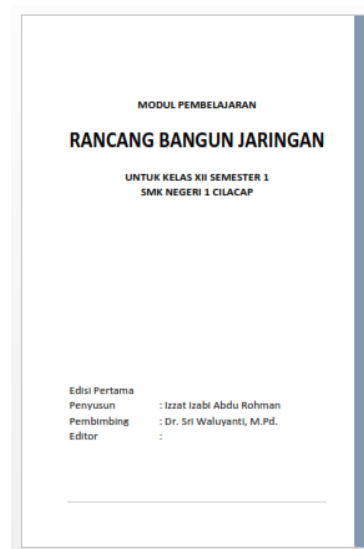 MODUL PEMBELAJARAN
RANCANG BANGUN JARINGAN
UNTUK KELAS XII SEMESTER 1
SMK NEGERI 1 CILACAP
Edisi Pertama
Penyusun : Izzat Izabi Abdu Rohman
Pembimbing : Dr. Sri Waluyanti, M.Pd.
Editor :